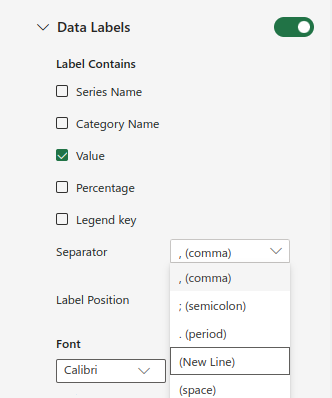 Data Labels
Label Contains
Series Name
Category Name
Value
Percentage
Legend key
Separator
, (comma)
, (comma)
; (semicolon)
Label Position
. (period)
Font
(New Line)
Calibri
(space)